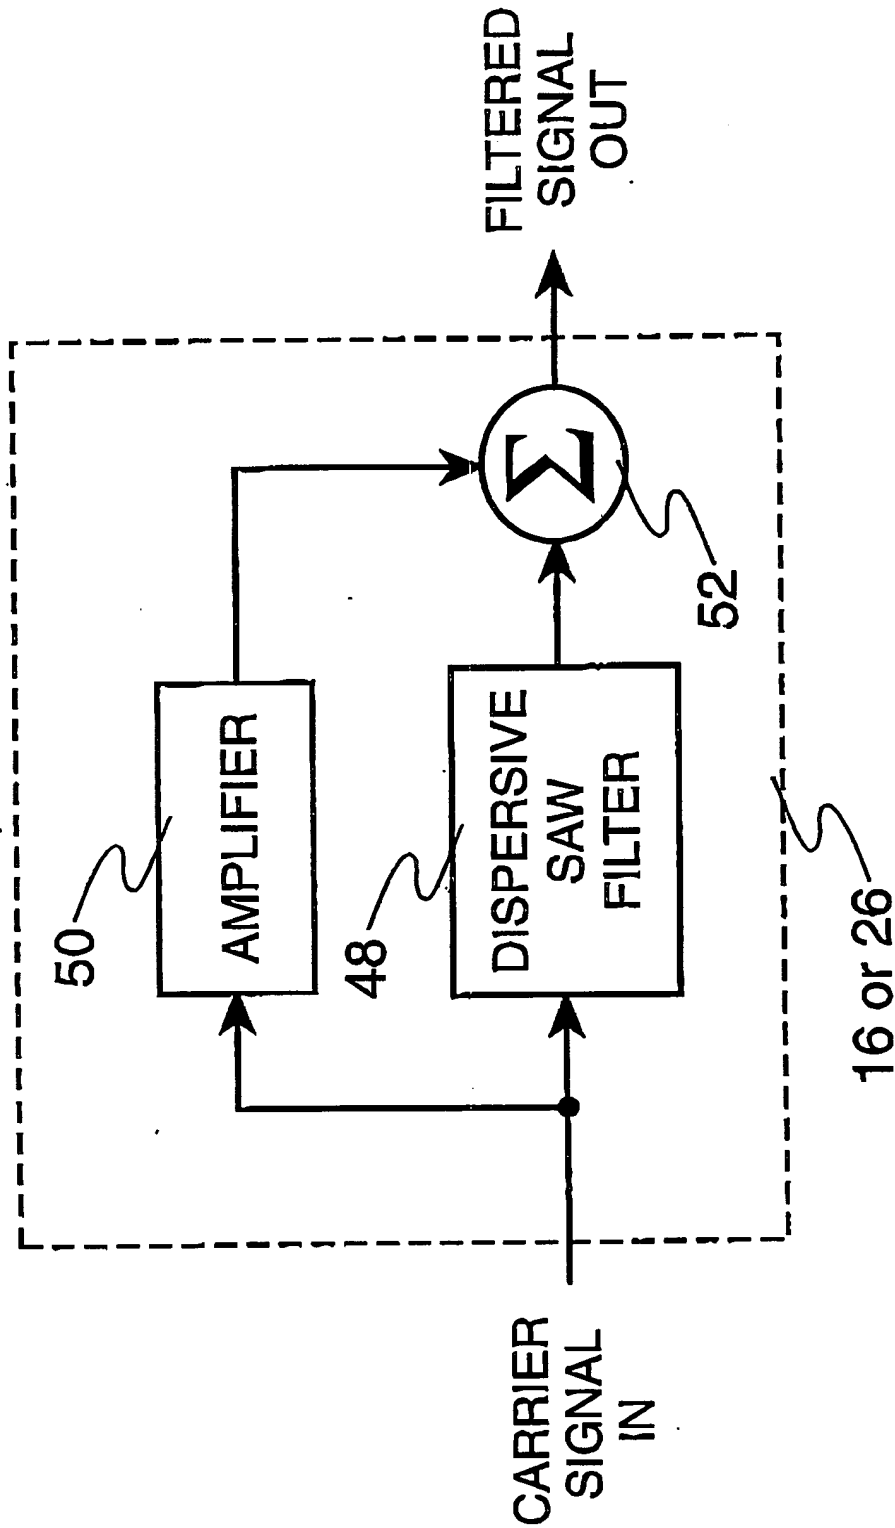 50
AMPLIFIER
48
DISPERSIVE
SAW
FILTER
CARRIER
SIGNAL
IN
Σ
52
FILTERED
SIGNAL
OUT
16 or 26